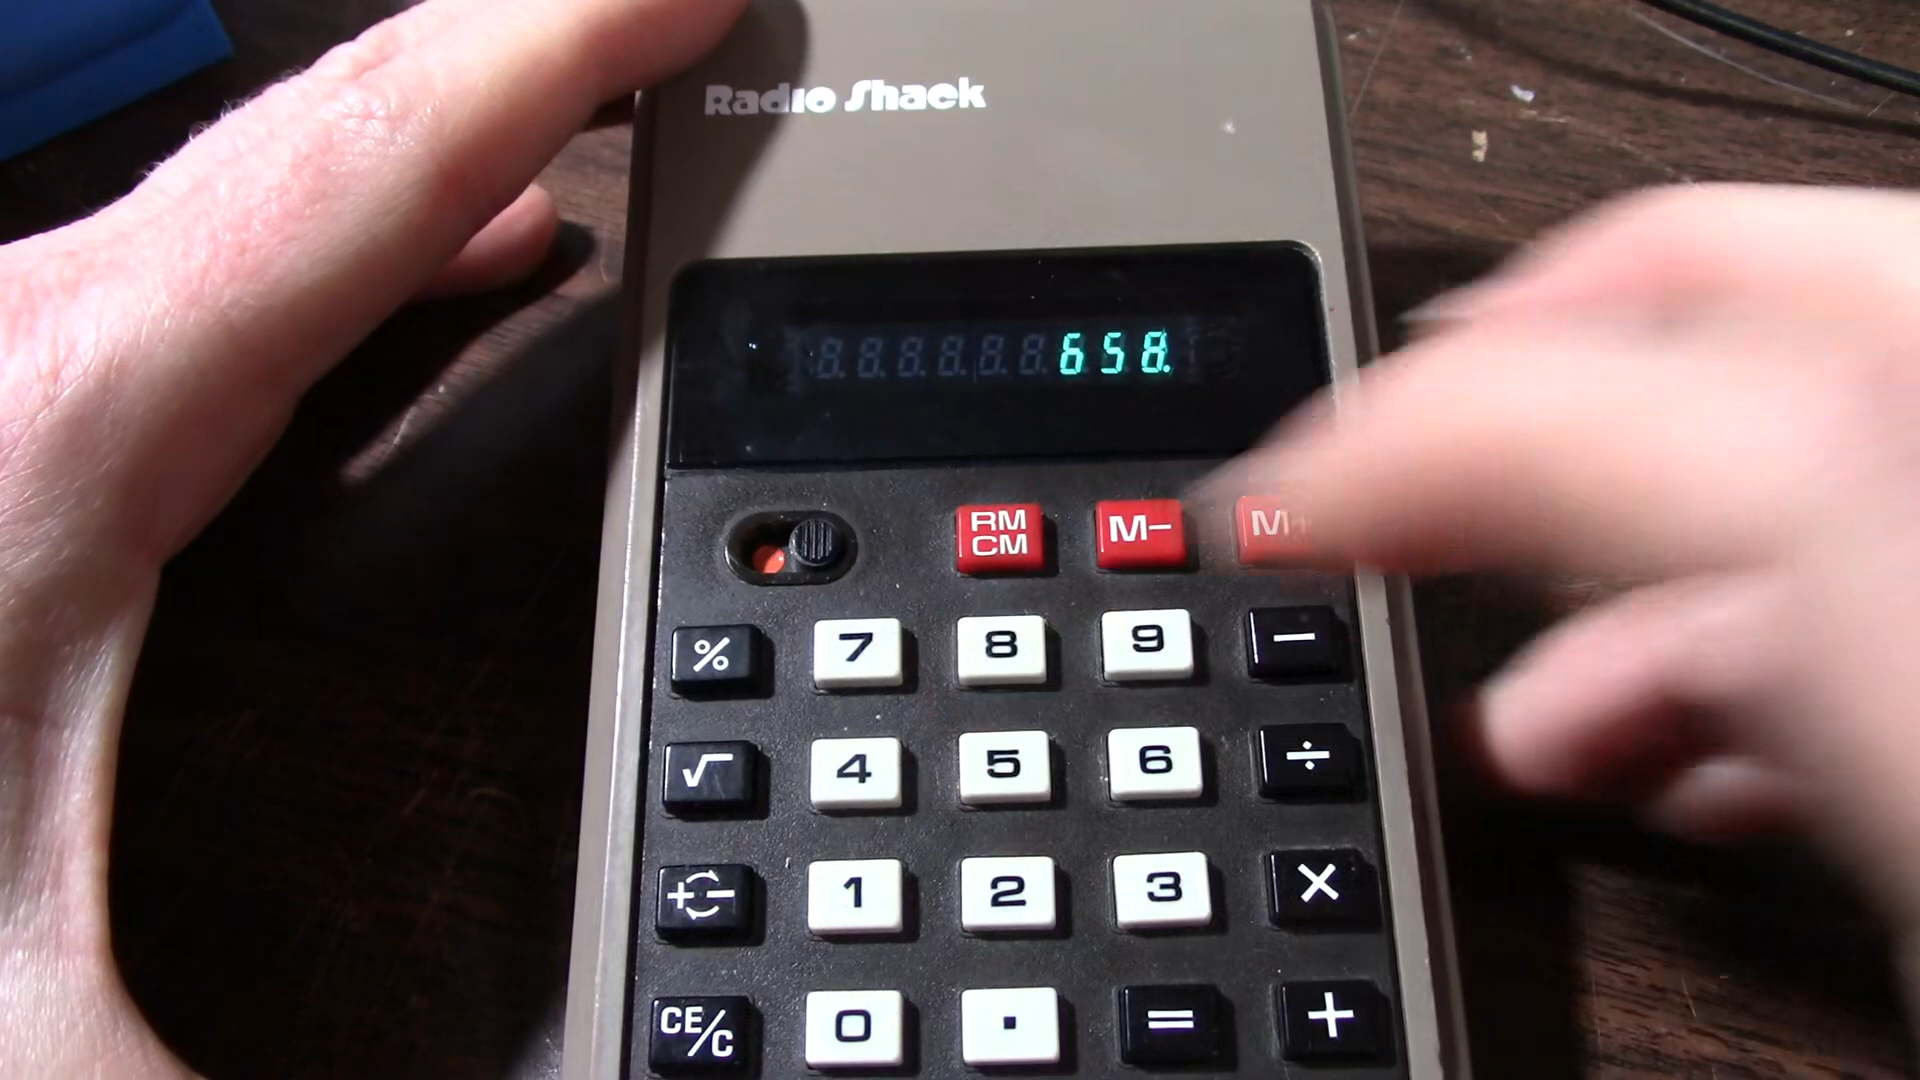 Radio Shack
658.
RM CM M− M+
% 7 8 9 −
√ 4 5 6 ÷
+− 1 2 3 ×
CE/C 0 . = +